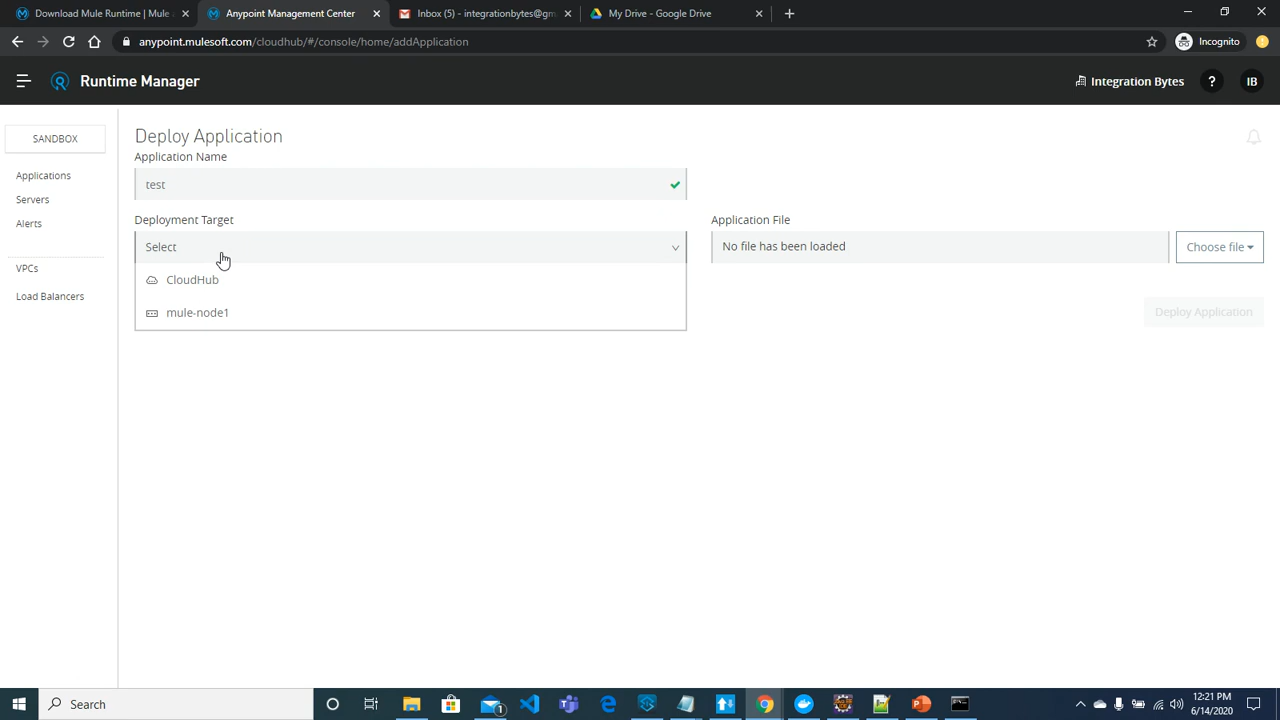 Download Mule Runtime | Mule
Anypoint Management Center
Inbox (5) - integrationbytes@gm
My Drive - Google Drive
anypoint.mulesoft.com/cloudhub/#/console/home/addApplication
Incognito
Runtime Manager
Integration Bytes
?
IB
SANDBOX
Applications
Servers
Alerts
VPCs
Load Balancers
Deploy Application
Application Name
test
Deployment Target
Select
CloudHub
mule-node1
Application File
No file has been loaded
Choose file
Deploy Application
Search
1
12:21 PM
6/14/2020